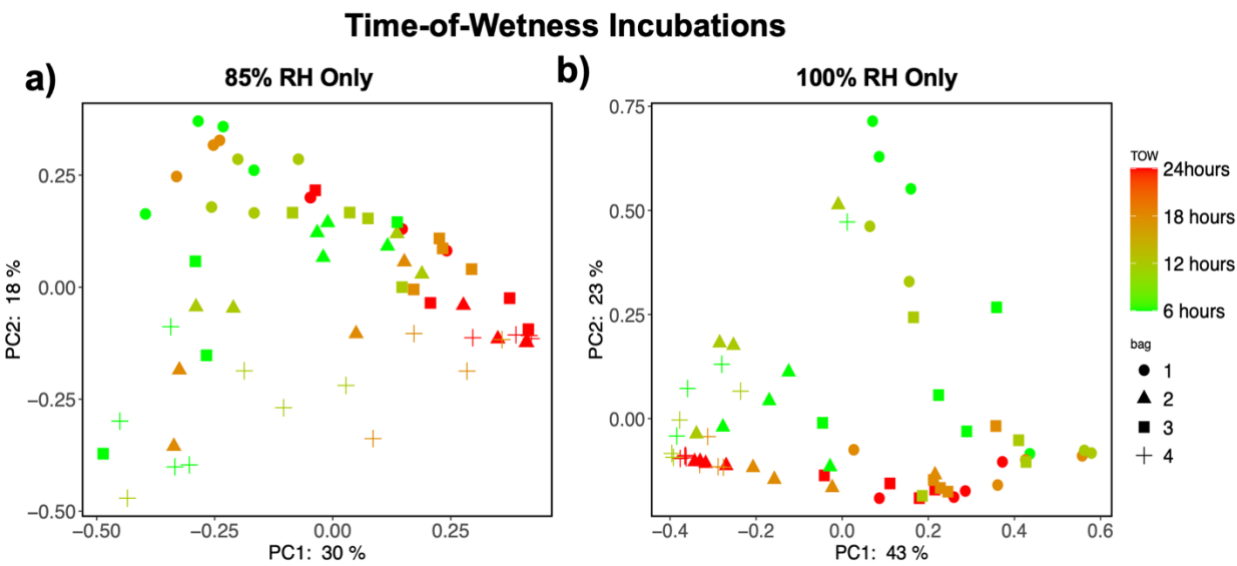 Time-of-Wetness Incubations
a)
85% RH Only
b)
100% RH Only
PC2: 18 %
0.25
0.00
−0.25
−0.50
−0.50
−0.25
0.00
0.25
PC1: 30 %
PC2: 23 %
0.75
0.50
0.25
0.00
−0.4
−0.2
0.0
0.2
0.4
0.6
PC1: 43 %
TOW
24hours
18 hours
12 hours
6 hours
bag
1
2
3
4